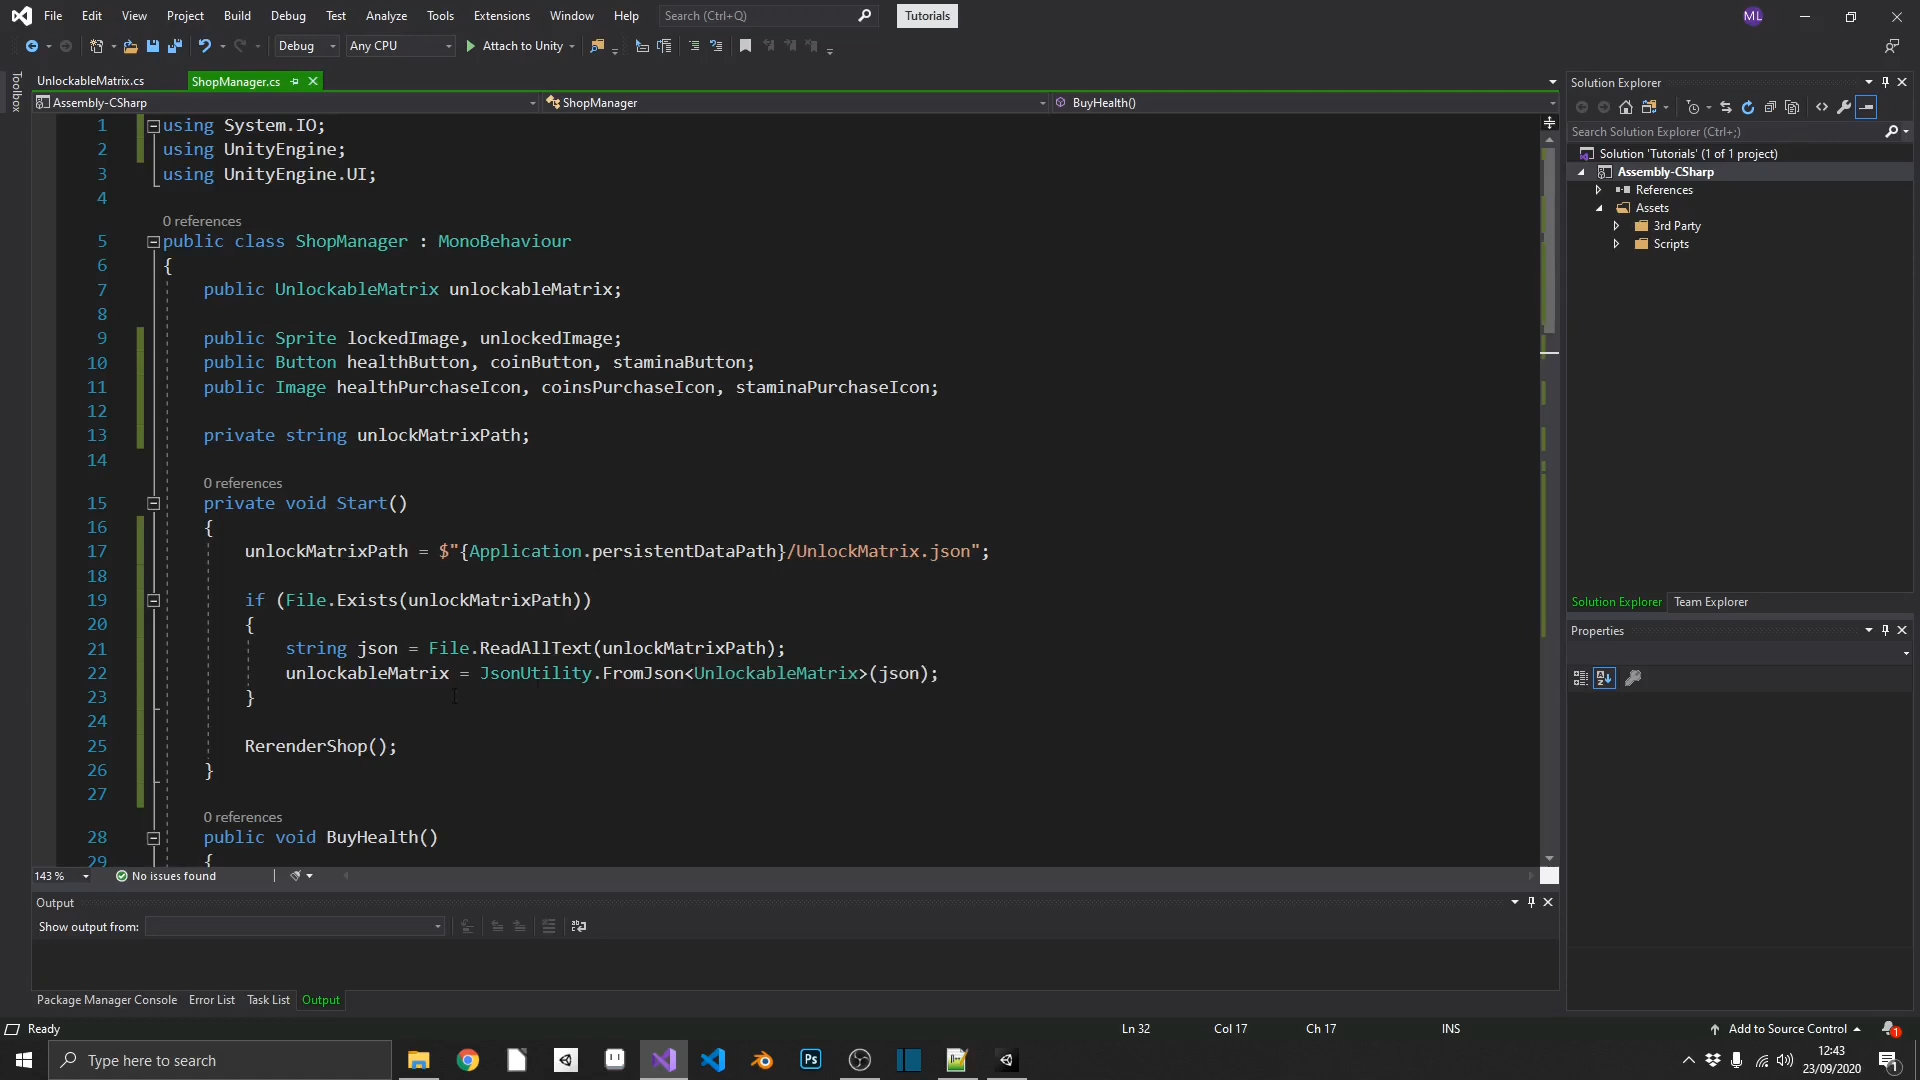 File Edit View Project Build Debug Test Analyze Tools Extensions Window Help Search (Ctrl+Q) Tutorials ML
Debug Any CPU Attach to Unity
Toolbox
UnlockableMatrix.cs ShopManager.cs
Assembly-CSharp ShopManager BuyHealth()
1 using System.IO;
2 using UnityEngine;
3 using UnityEngine.UI;
4
0 references
5 public class ShopManager : MonoBehaviour
6 {
7 public UnlockableMatrix unlockableMatrix;
8
9 public Sprite lockedImage, unlockedImage;
10 public Button healthButton, coinButton, staminaButton;
11 public Image healthPurchaseIcon, coinsPurchaseIcon, staminaPurchaseIcon;
12
13 private string unlockMatrixPath;
14
0 references
15 private void Start()
16 {
17 unlockMatrixPath = $"{Application.persistentDataPath}/UnlockMatrix.json";
18
19 if (File.Exists(unlockMatrixPath))
20 {
21 string json = File.ReadAllText(unlockMatrixPath);
22 unlockableMatrix = JsonUtility.FromJson<UnlockableMatrix>(json);
23 }
24
25 RerenderShop();
26 }
27
0 references
28 public void BuyHealth()
29 {
143 % No issues found
Output
Show output from:
Package Manager Console Error List Task List Output
Solution Explorer
Search Solution Explorer (Ctrl+;)
Solution 'Tutorials' (1 of 1 project)
Assembly-CSharp
References
Assets
3rd Party
Scripts
Solution Explorer Team Explorer
Properties
Ready Ln 32 Col 17 Ch 17 INS Add to Source Control 1
Type here to search Ps 12:43
23/09/2020 1